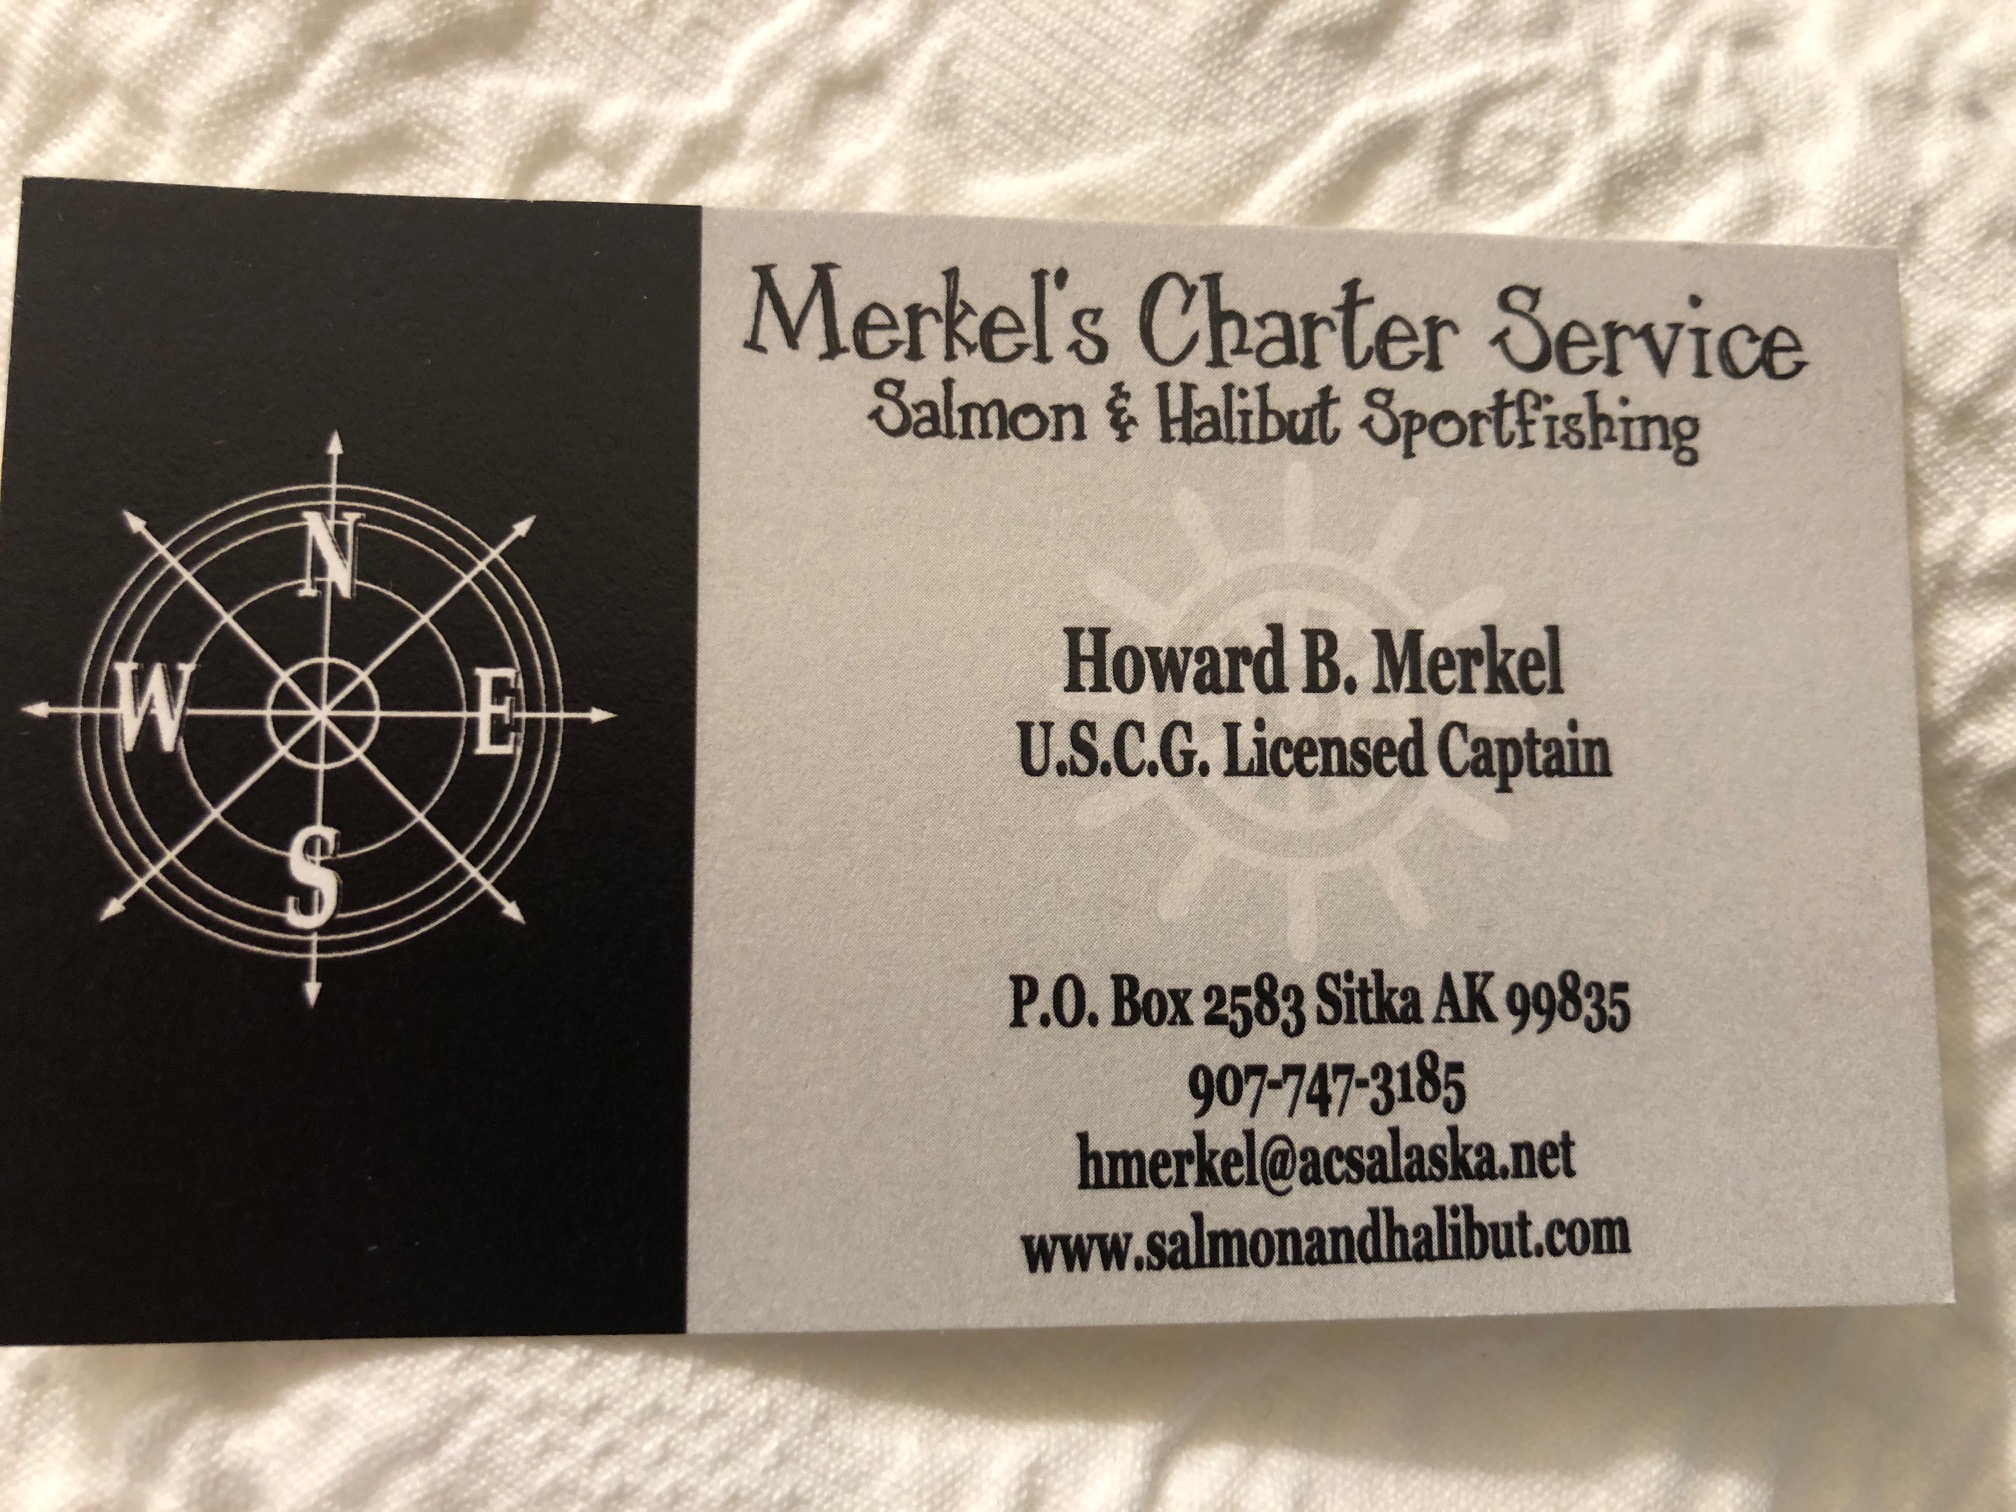 Merkel's Charter Service
Salmon & Halibut Sportfishing
N
W E
S
Howard B. Merkel
U.S.C.G. Licensed Captain
P.O. Box 2583 Sitka AK 99835
907-747-3185
hmerkel@acsalaska.net
www.salmonandhalibut.com